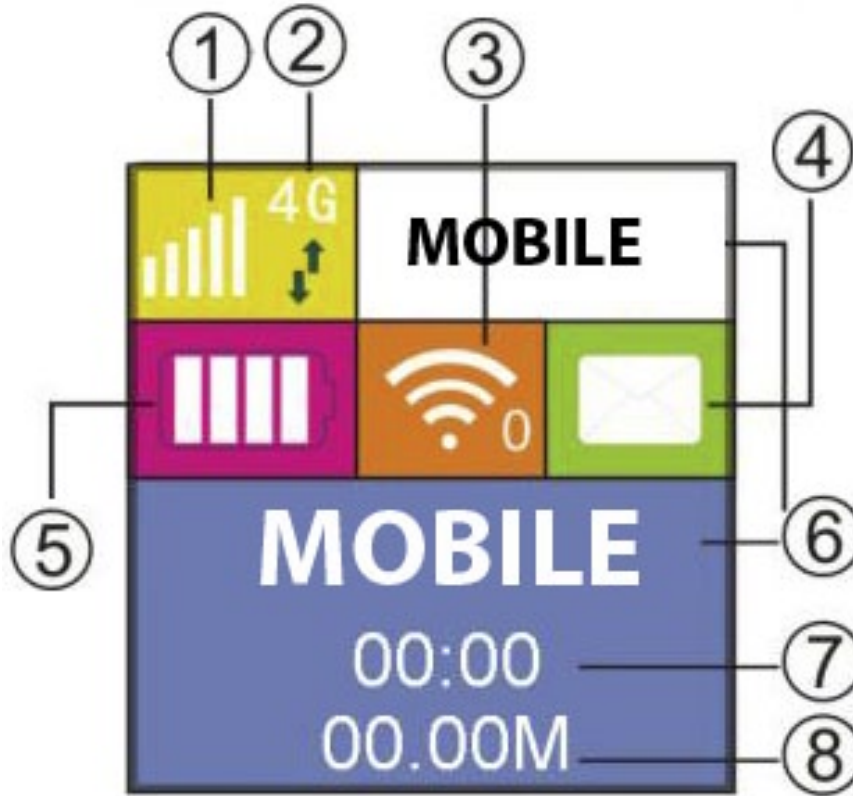 ① ② ③
④
4G
MOBILE
0
⑤
MOBILE
⑥
00:00
⑦
00.00M
⑧